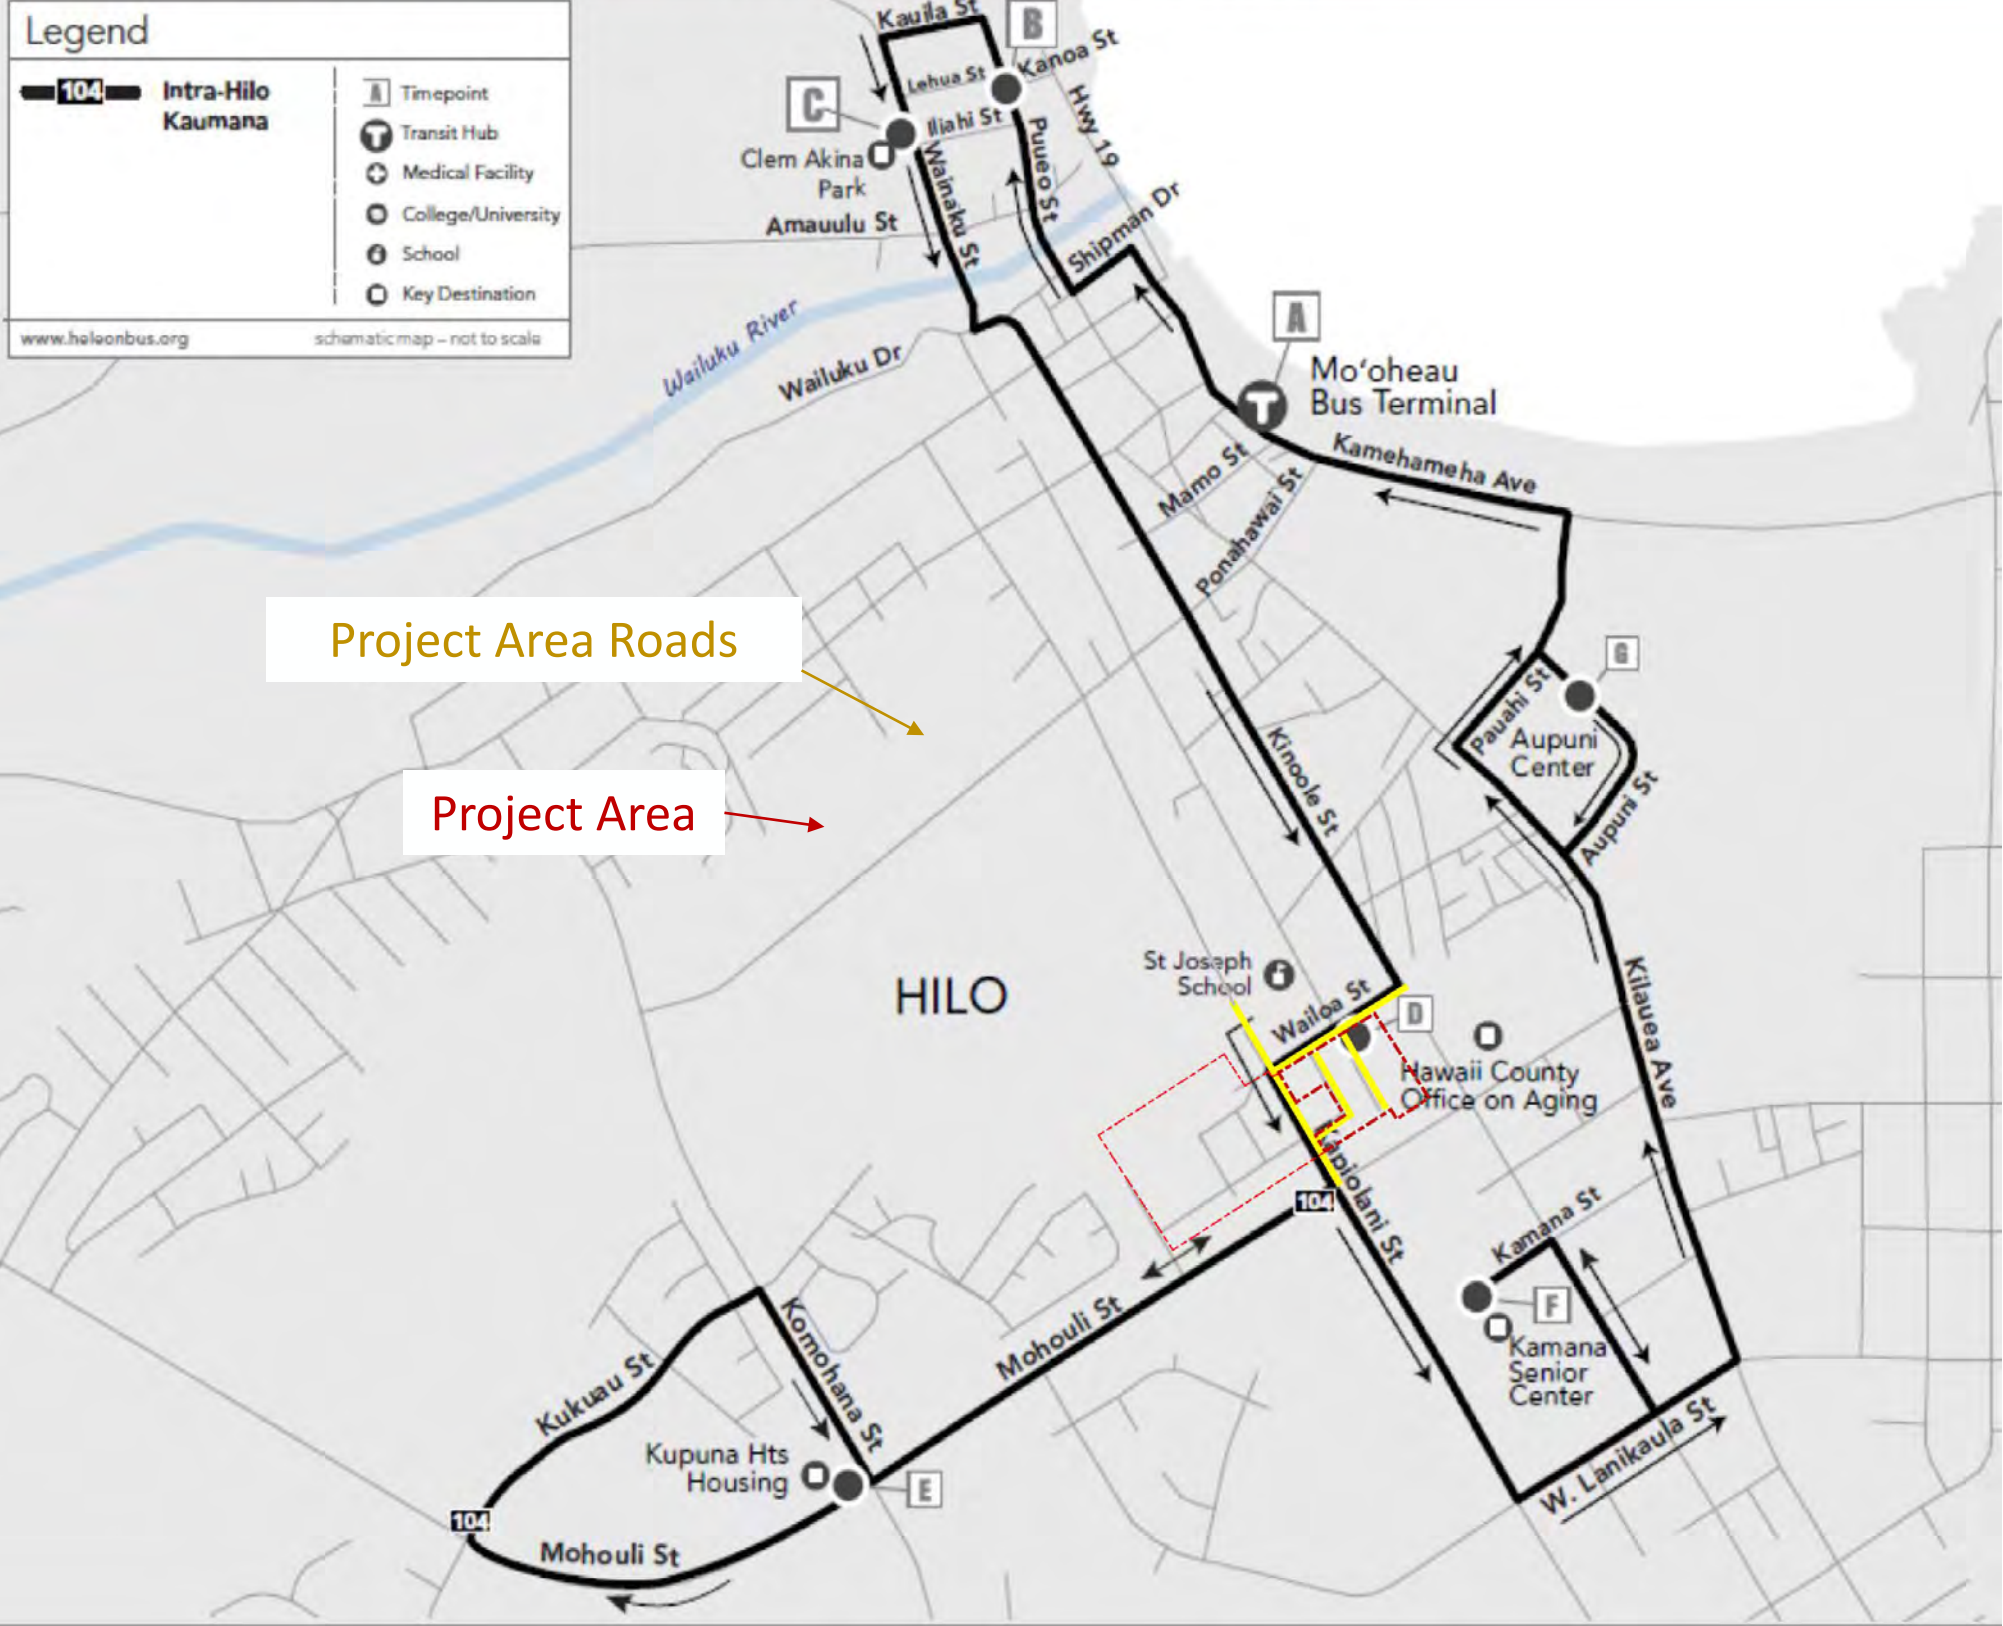 Legend
104
Intra-Hilo
Kaumana
A Timepoint
T Transit Hub
Medical Facility
College/University
School
Key Destination
www.heleonbus.org
schematic map – not to scale
Kauila St
B
Kanoa St
Lehua St
C
Iliahi St
Hwy 19
Clem Akina
Park
Wainaku St
Puueo St
Amauulu St
Shipman Dr
Wailuku River
Wailuku Dr
A
Mo‘oheau
Bus Terminal
T
Kamehameha Ave
Mamo St
Ponahawai St
Project Area Roads
G
Pauahi St
Aupuni
Center
Aupuni St
Kinoole St
Project Area
St Joseph
School
HILO
Wailoa St
D
Kilauea Ave
Hawaii County
Office on Aging
Kapiolani St
104
Kamana St
F
Kamana
Senior
Center
Mohouli St
Komohana St
Kukuau St
W. Lanikaula St
Kupuna Hts
Housing
E
104
Mohouli St